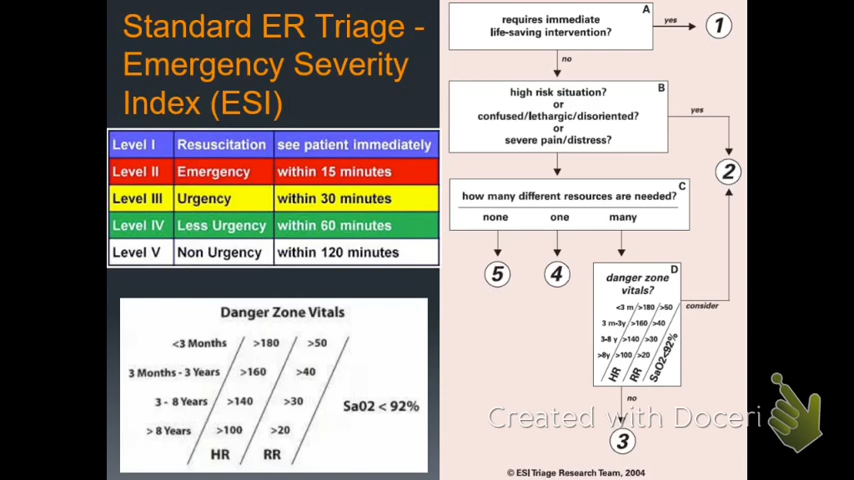 Standard ER Triage -
Emergency Severity
Index (ESI)
Level I Resuscitation see patient immediately
Level II Emergency within 15 minutes
Level III Urgency within 30 minutes
Level IV Less Urgency within 60 minutes
Level V Non Urgency within 120 minutes
Danger Zone Vitals
<3 Months >180 >50
3 Months - 3 Years >160 >40
3 - 8 Years >140 >30
Sa02 < 92%
> 8 Years >100 >20
HR RR
A
requires immediate
life-saving intervention?
yes
1
no
B
high risk situation?
or
confused/lethargic/disoriented?
or
severe pain/distress?
yes
2
C
how many different resources are needed?
none one many
5 4
D
danger zone
vitals?
<3 m >180 >50
3 m-3y >160 >40
3-8 y >140 >30
>8y >100 >20
HR RR SaO2<92%
consider
no
3
Created with Doceri
© ESI Triage Research Team, 2004